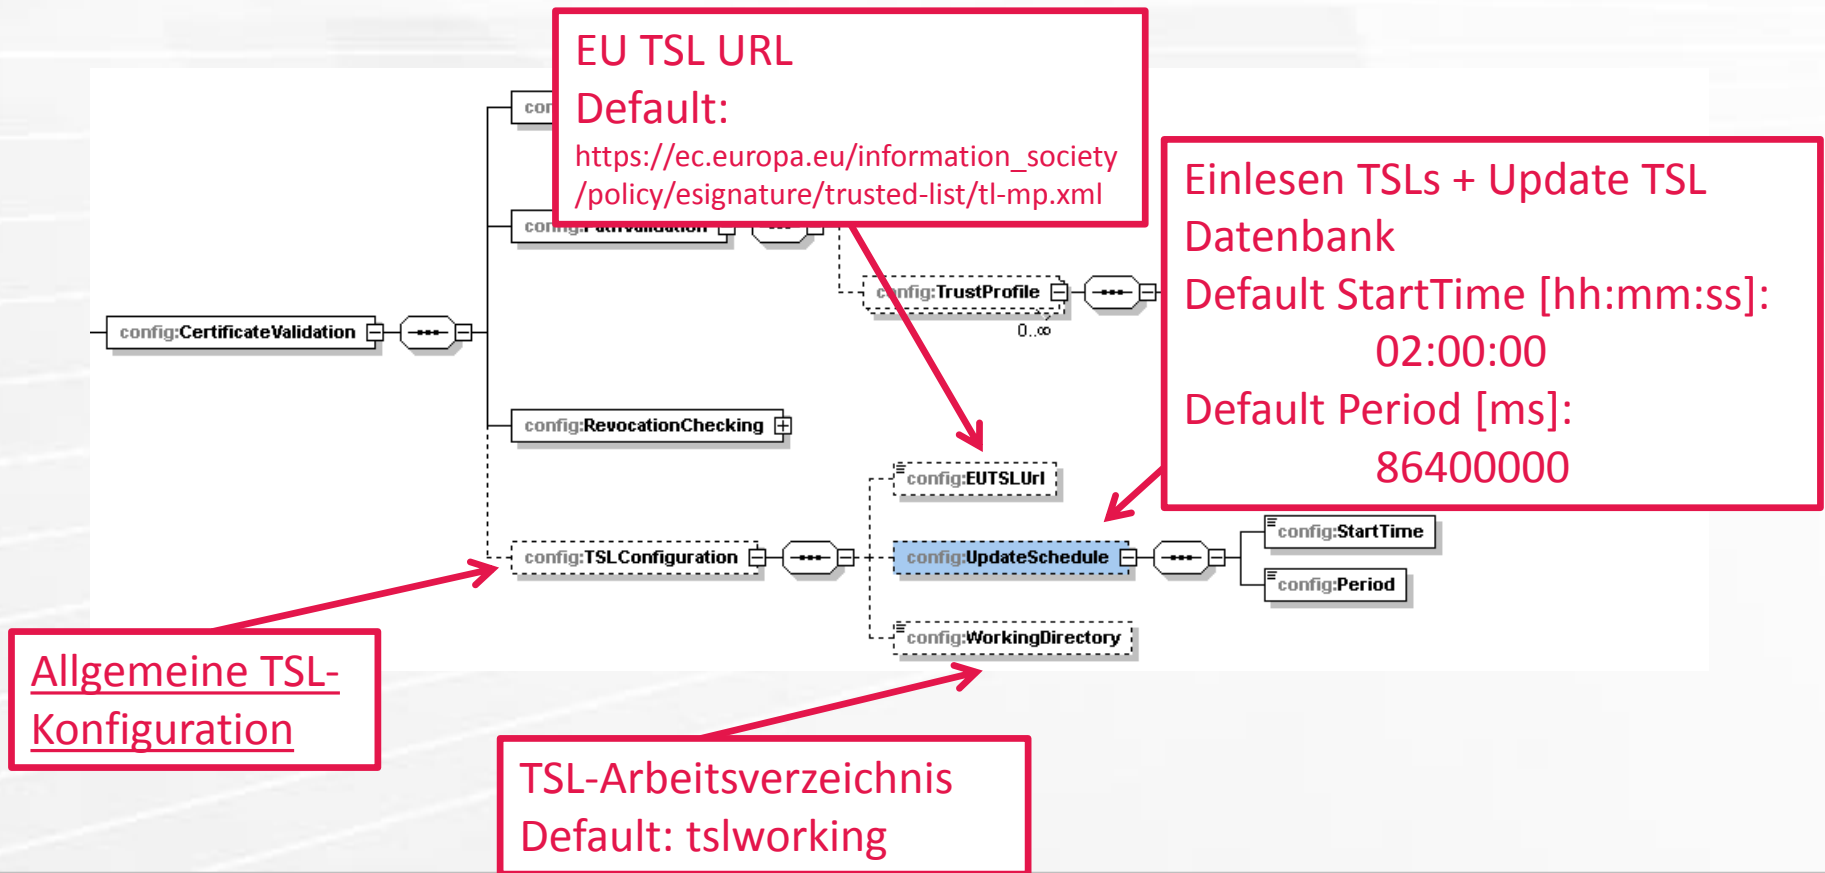 EU TSL URL
Default:
https://ec.europa.eu/information_society
/policy/esignature/trusted-list/tl-mp.xml
Einlesen TSLs + Update TSL
Datenbank
Default StartTime [hh:mm:ss]:
02:00:00
Default Period [ms]:
86400000
config:PathValidation
config:TrustProfile
0..∞
config:CertificateValidation
config:RevocationChecking
config:EUTSLUrl
config:TSLConfiguration
config:UpdateSchedule
config:StartTime
config:Period
config:WorkingDirectory
Allgemeine TSL-
Konfiguration
TSL-Arbeitsverzeichnis
Default: tslworking